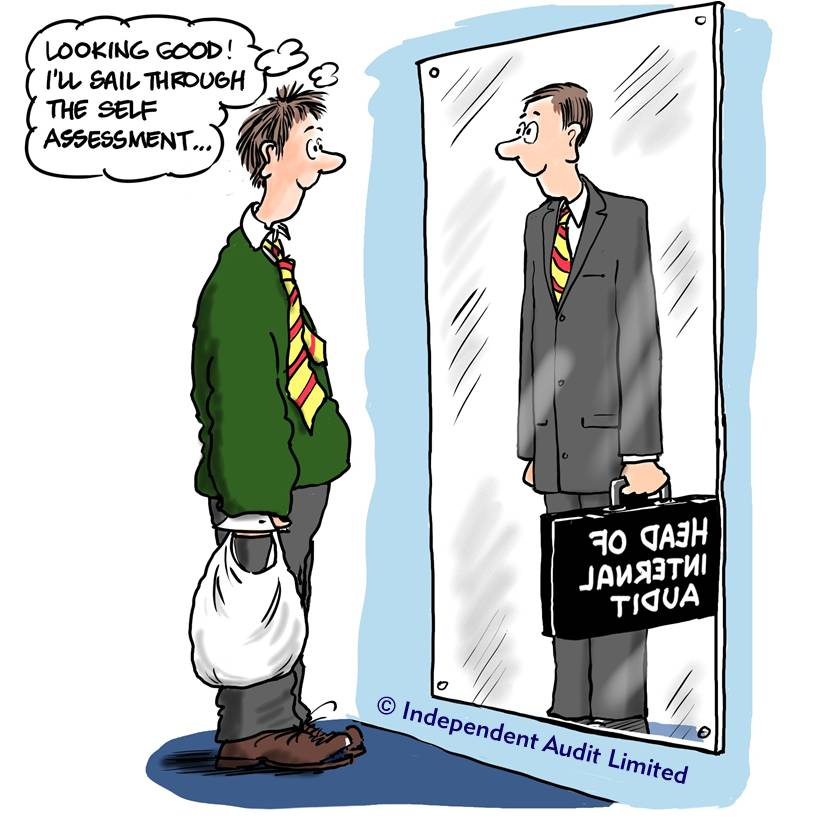 LOOKING GOOD!
I'LL SAIL THROUGH
THE SELF
ASSESSMENT...
HEAD OF
INTERNAL
AUDIT
© Independent Audit Limited